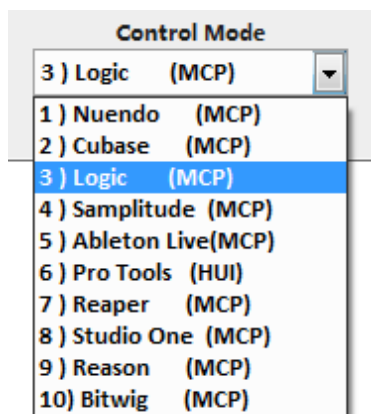 Control Mode
3 ) Logic (MCP)
1 ) Nuendo (MCP)
2 ) Cubase (MCP)
3 ) Logic (MCP)
4 ) Samplitude (MCP)
5 ) Ableton Live(MCP)
6 ) Pro Tools (HUI)
7 ) Reaper (MCP)
8 ) Studio One (MCP)
9 ) Reason (MCP)
10) Bitwig (MCP)